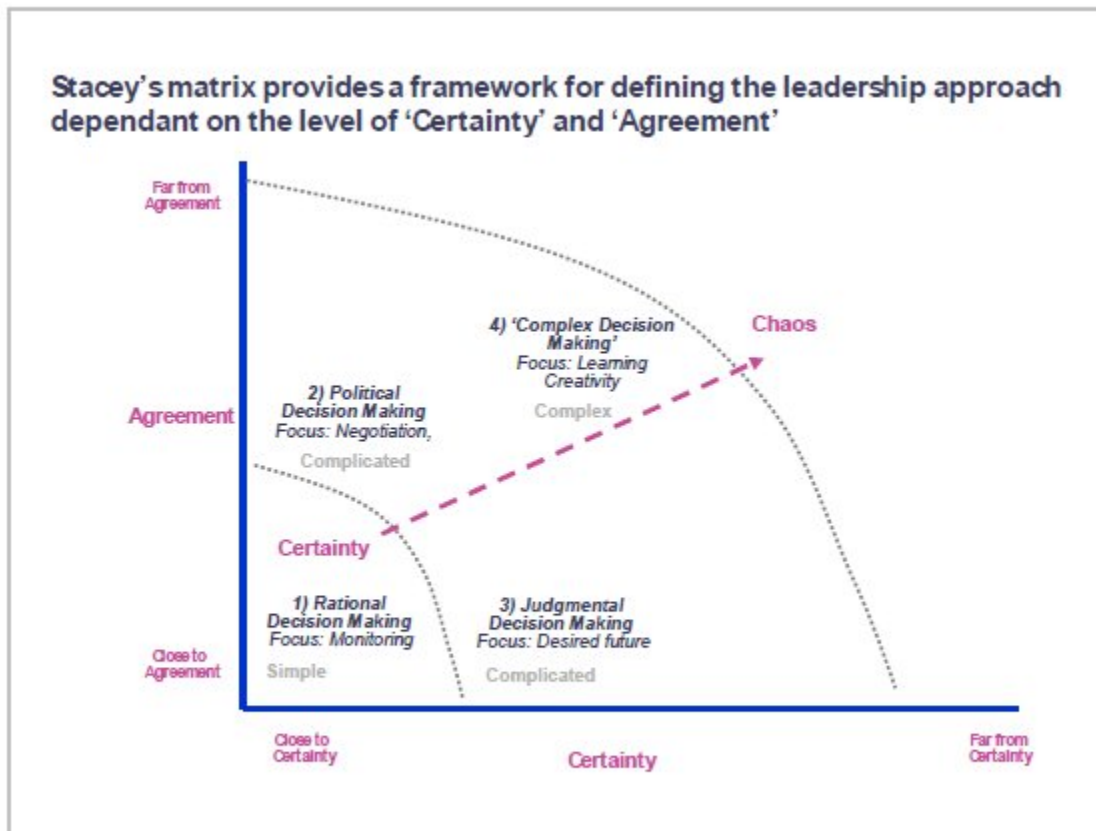 Stacey's matrix provides a framework for defining the leadership approach
dependant on the level of 'Certainty' and 'Agreement'
Far from
Agreement
4) 'Complex Decision
Making'
Focus: Learning
Creativity
Complex
Chaos
2) Political
Decision Making
Focus: Negotiation,
Complicated
Agreement
Certainty
1) Rational
Decision Making
Focus: Monitoring
Simple
3) Judgmental
Decision Making
Focus: Desired future
Complicated
Close to
Agreement
Close to
Certainty
Certainty
Far from
Certainty